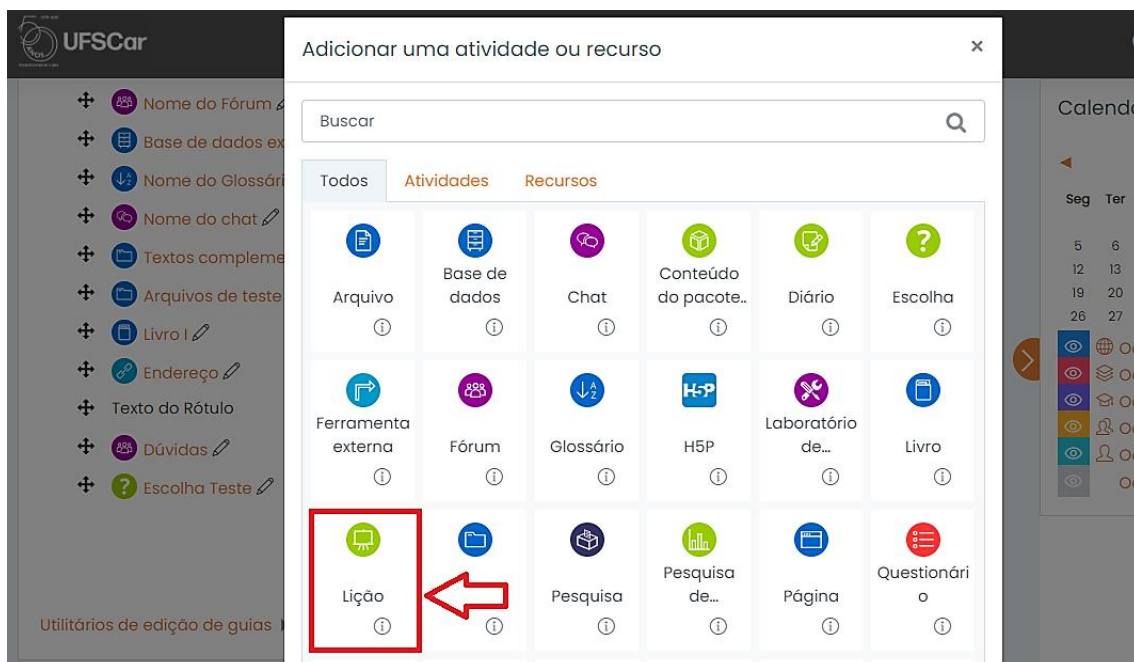 UFSCar
Adicionar uma atividade ou recurso
×
Nome do Fórum
Base de dados
Nome do Glossári
Nome do chat
Textos compleme
Arquivos de teste
Livro I
Endereço
Texto do Rótulo
Dúvidas
Escolha Teste
Utilitários de edição de guias
Buscar
Todos Atividades Recursos
Arquivo
Base de
dados
Chat
Conteúdo
do pacote..
Diário
Escolha
Ferramenta
externa
Fórum
Glossário
H5P
H5P
Laboratório
de...
Livro
Lição
Pesquisa
Pesquisa
de...
Página
Questionári
o
Calend
Seg Ter
5 6
12 13
19 20
26 27